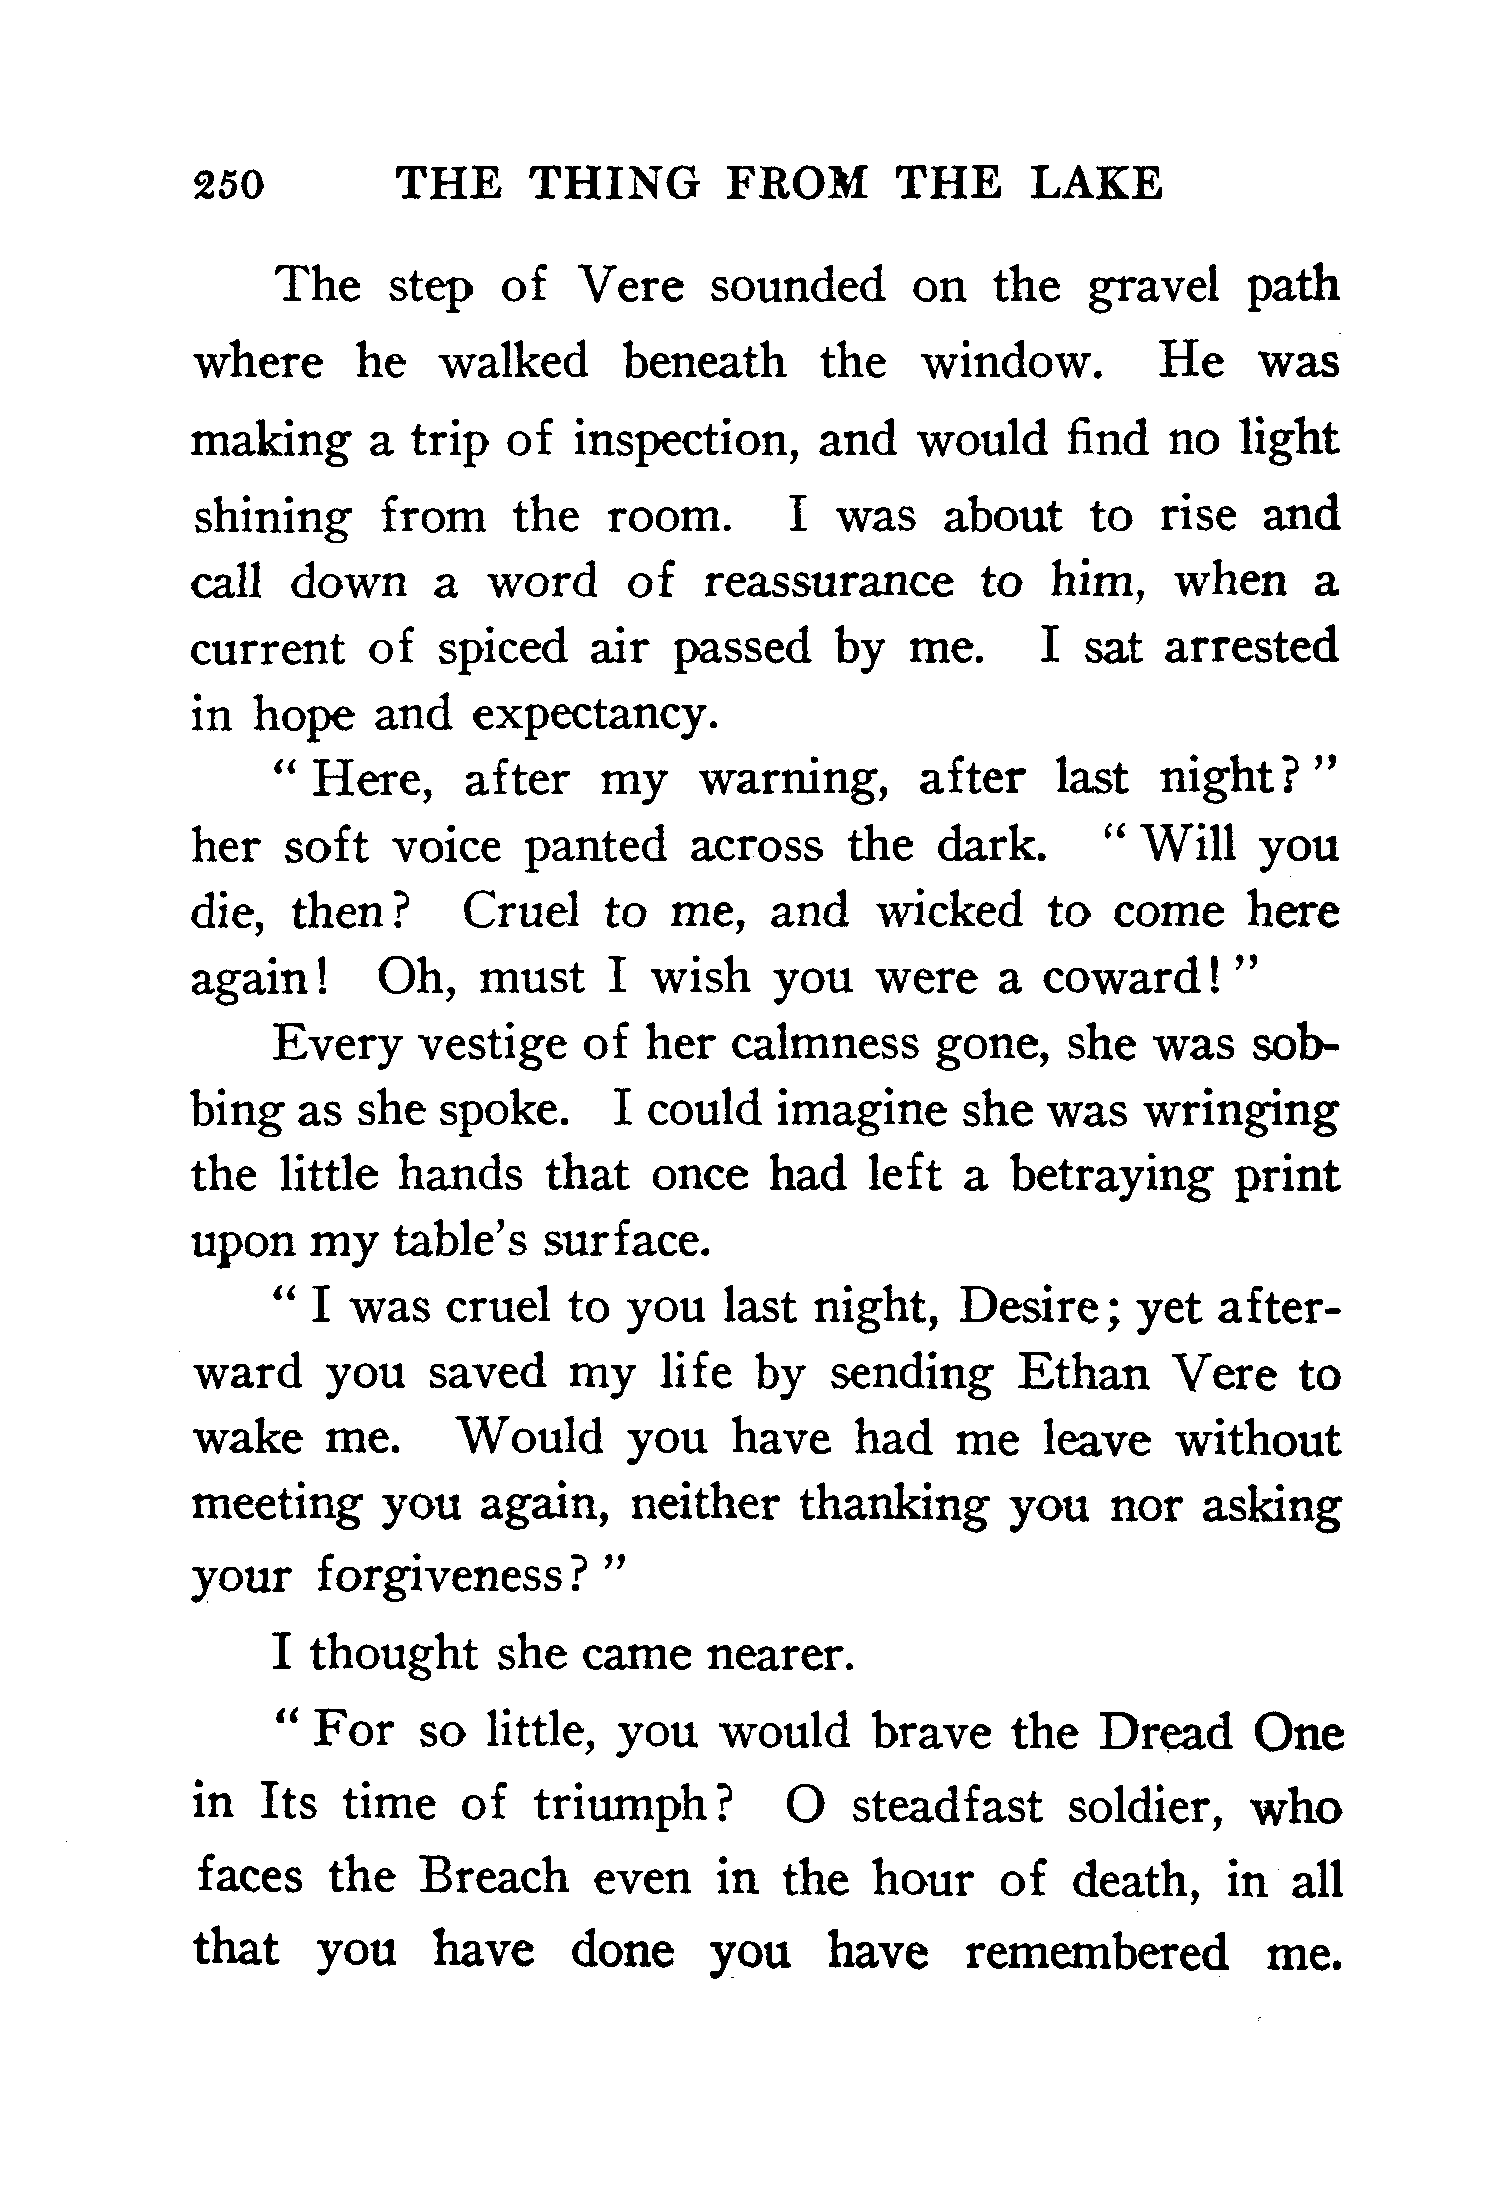 250 THE THING FROM THE LAKE
The step of Vere sounded on the gravel path
where he walked beneath the window. He was
making a trip of inspection, and would find no light
shining from the room. I was about to rise and
call down a word of reassurance to him, when a
current of spiced air passed by me. I sat arrested
in hope and expectancy.
“ Here, after my warning, after last night? ”
her soft voice panted across the dark. “ Will you
die, then? Cruel to me, and wicked to come here
again! Oh, must I wish you were a coward! ”
Every vestige of her calmness gone, she was sob-
bing as she spoke. I could imagine she was wringing
the little hands that once had left a betraying print
upon my table’s surface.
“ I was cruel to you last night, Desire; yet after-
ward you saved my life by sending Ethan Vere to
wake me. Would you have had me leave without
meeting you again, neither thanking you nor asking
your forgiveness? ”
I thought she came nearer.
“ For so little, you would brave the Dread One
in Its time of triumph? O steadfast soldier, who
faces the Breach even in the hour of death, in all
that you have done you have remembered me.